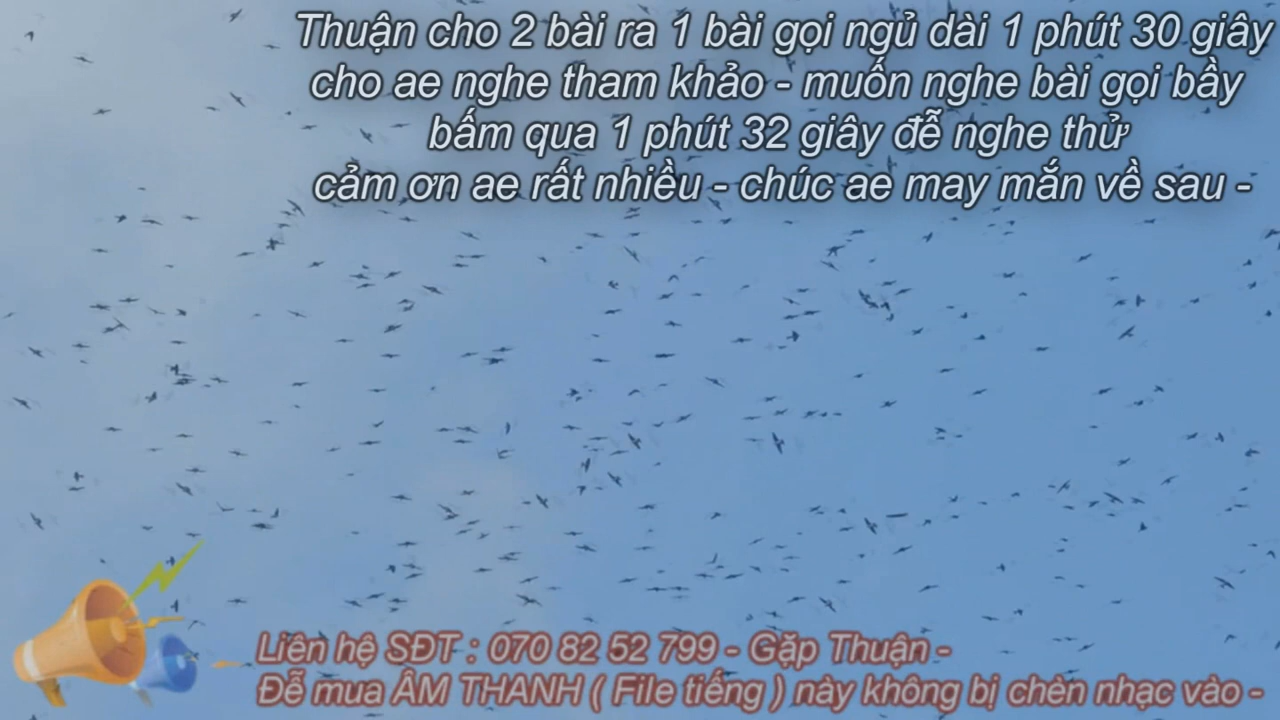 Thuận cho 2 bài ra 1 bài gọi ngủ dài 1 phút 30 giây
cho ae nghe tham khảo - muốn nghe bài gọi bầy
bấm qua 1 phút 32 giây đễ nghe thử
cảm ơn ae rất nhiều - chúc ae may mắn về sau -
Liên hệ SĐT : 070 82 52 799 - Gặp Thuận -
Đễ mua ÂM THANH ( File tiếng ) này không bị chèn nhạc vào -